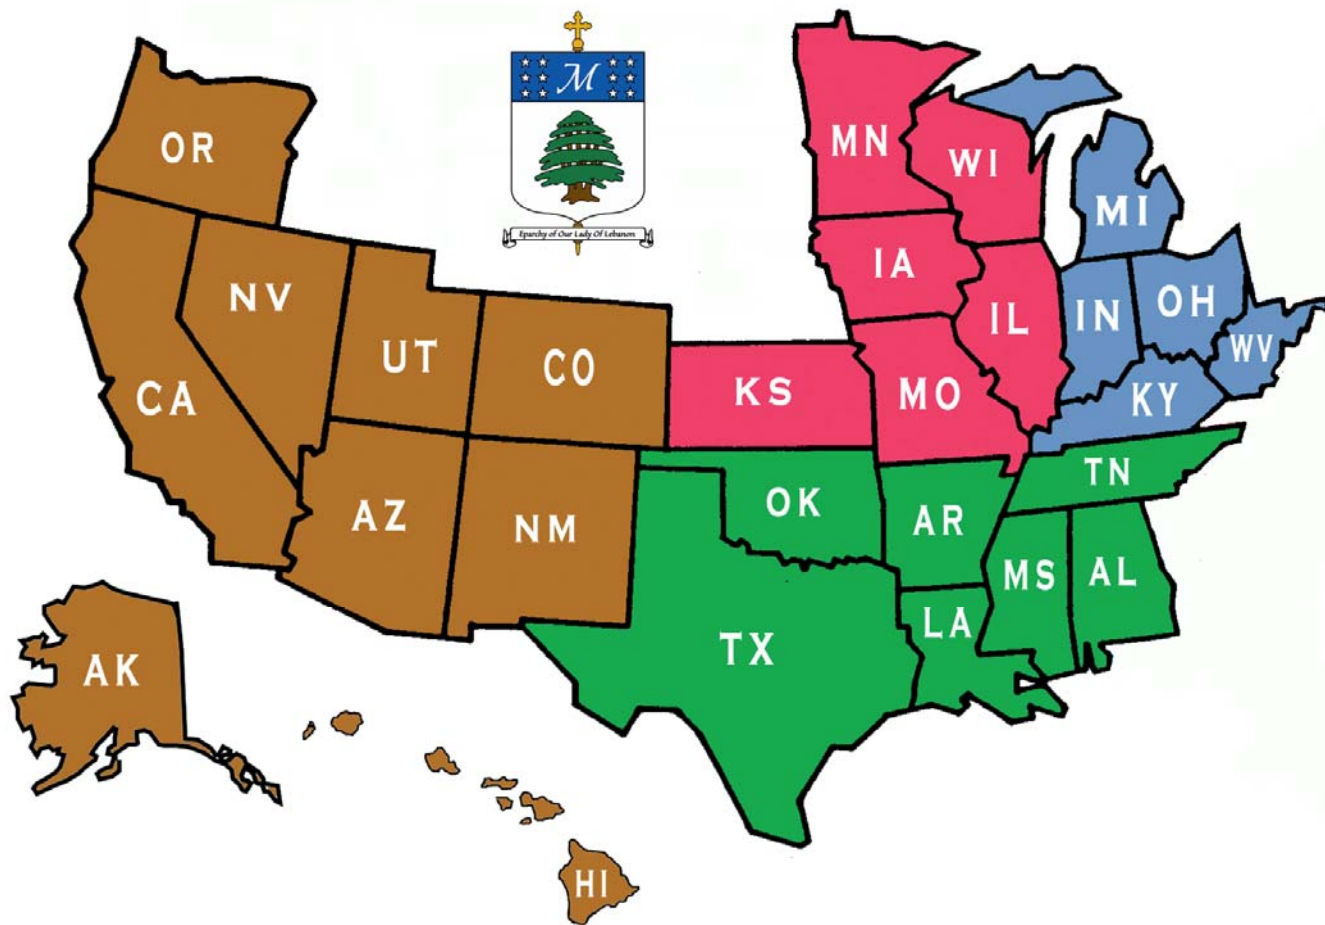 M
Eparchy of Our Lady Of Lebanon
OR
MN
WI
MI
NV
IA
IN
OH
IL
WV
UT
CO
CA
KS
MO
KY
TN
OK
AR
AZ
NM
MS
AL
LA
TX
AK
HI